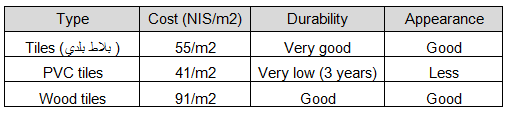 Type Cost (NIS/m2) Durability Appearance
Tiles (بلاط بلدي ) 55/m2 Very good Good
PVC tiles 41/m2 Very low (3 years) Less
Wood tiles 91/m2 Good Good